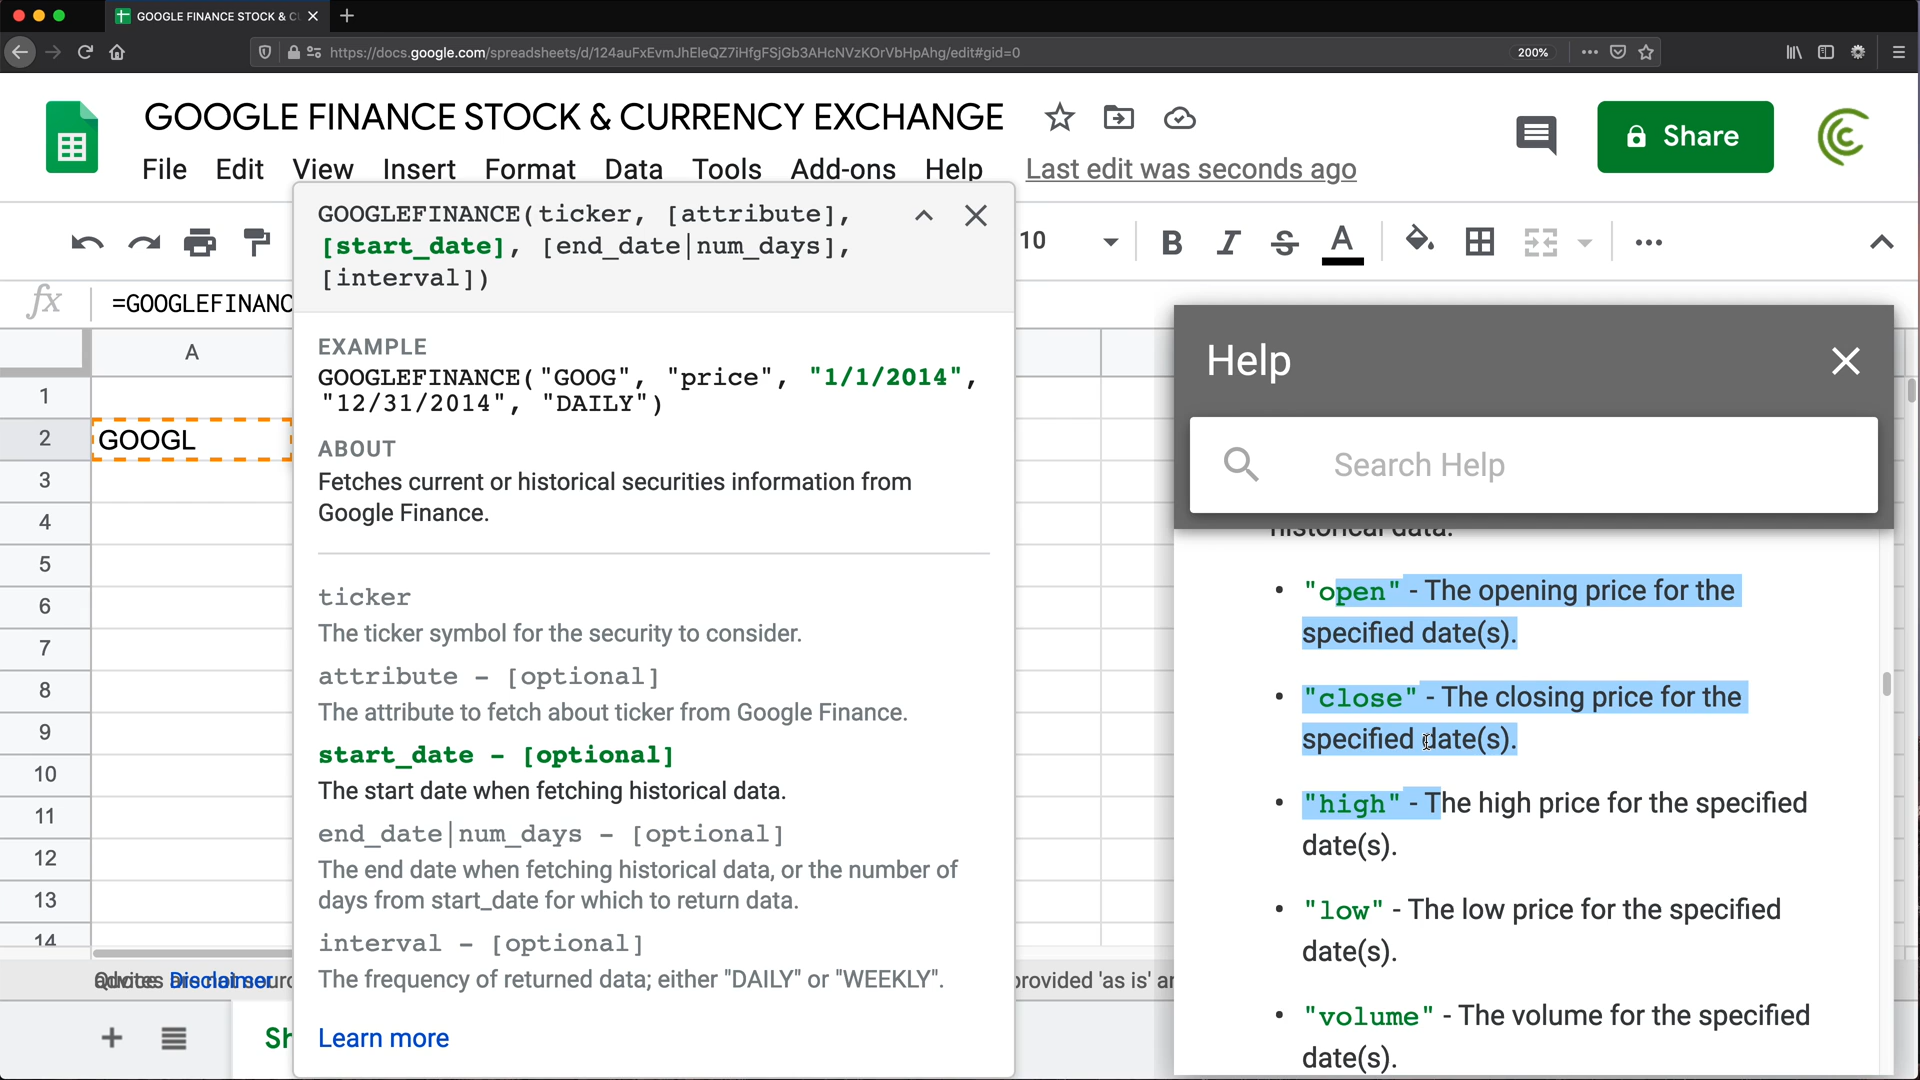 GOOGLE FINANCE STOCK & C
https://docs.google.com/spreadsheets/d/124auFxEvmJhEleQZ7iHfgFSjGb3AHcNVzKOrVbHpAhg/edit#gid=0
200%
GOOGLE FINANCE STOCK & CURRENCY EXCHANGE
Share
File Edit View Insert Format Data Tools Add-ons Help Last edit was seconds ago
10 B I S A
fx =GOOGLEFINANC
A
1
2 GOOGL
3
4
5
6
7
8
9
10
11
12
13
14
Disclaimer
provided 'as is' an
Sh
GOOGLEFINANCE(ticker, [attribute],
[start_date], [end_date|num_days],
[interval])
EXAMPLE
GOOGLEFINANCE("GOOG", "price", "1/1/2014",
"12/31/2014", "DAILY")
ABOUT
Fetches current or historical securities information from
Google Finance.
ticker
The ticker symbol for the security to consider.
attribute - [optional]
The attribute to fetch about ticker from Google Finance.
start_date - [optional]
The start date when fetching historical data.
end_date|num_days - [optional]
The end date when fetching historical data, or the number of
days from start_date for which to return data.
interval - [optional]
The frequency of returned data; either "DAILY" or "WEEKLY".
Learn more
Help
Search Help
historical data.
• "open" - The opening price for the
specified date(s).
• "close" - The closing price for the
specified date(s).
• "high" - The high price for the specified
date(s).
• "low" - The low price for the specified
date(s).
• "volume" - The volume for the specified
date(s).